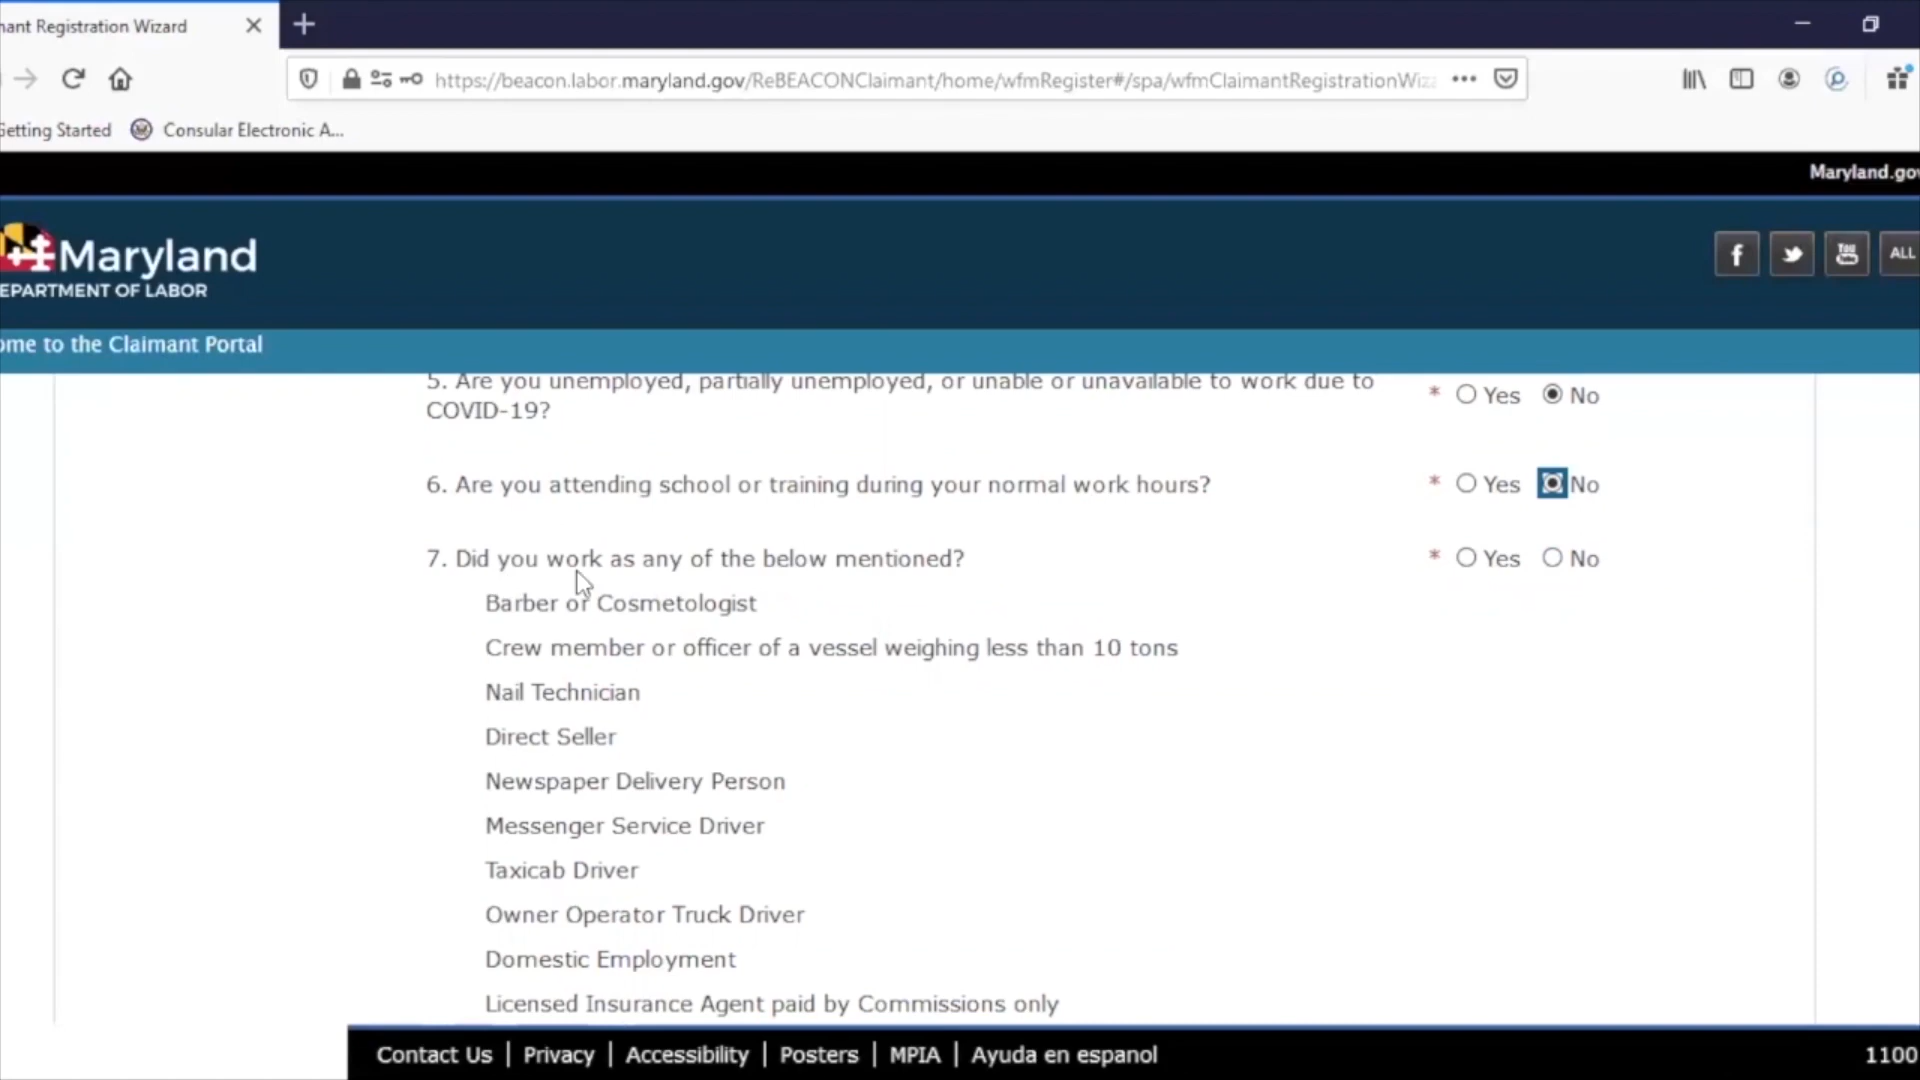 nant Registration Wizard
https://beacon.labor.maryland.gov/ReBEACONClaimant/home/wfmRegister#/spa/wfmClaimantRegistrationWiz
Getting Started Consular Electronic A...
Maryland.gov
Maryland
EPARTMENT OF LABOR
f You ALL
ome to the Claimant Portal
5. Are you unemployed, partially unemployed, or unable or unavailable to work due to
COVID-19?
* Yes No
6. Are you attending school or training during your normal work hours? * Yes No
7. Did you work as any of the below mentioned? * Yes No
Barber or Cosmetologist
Crew member or officer of a vessel weighing less than 10 tons
Nail Technician
Direct Seller
Newspaper Delivery Person
Messenger Service Driver
Taxicab Driver
Owner Operator Truck Driver
Domestic Employment
Licensed Insurance Agent paid by Commissions only
Contact Us | Privacy | Accessibility | Posters | MPIA | Ayuda en espanol 1100